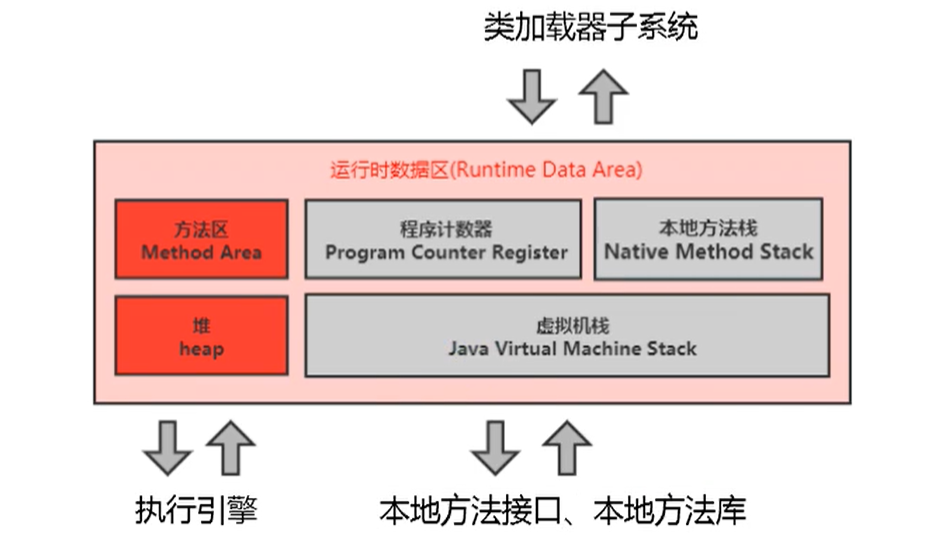 类加载器子系统
运行时数据区(Runtime Data Area)
方法区
Method Area
程序计数器
Program Counter Register
本地方法栈
Native Method Stack
堆
heap
虚拟机栈
Java Virtual Machine Stack
执行引擎
本地方法接口、本地方法库